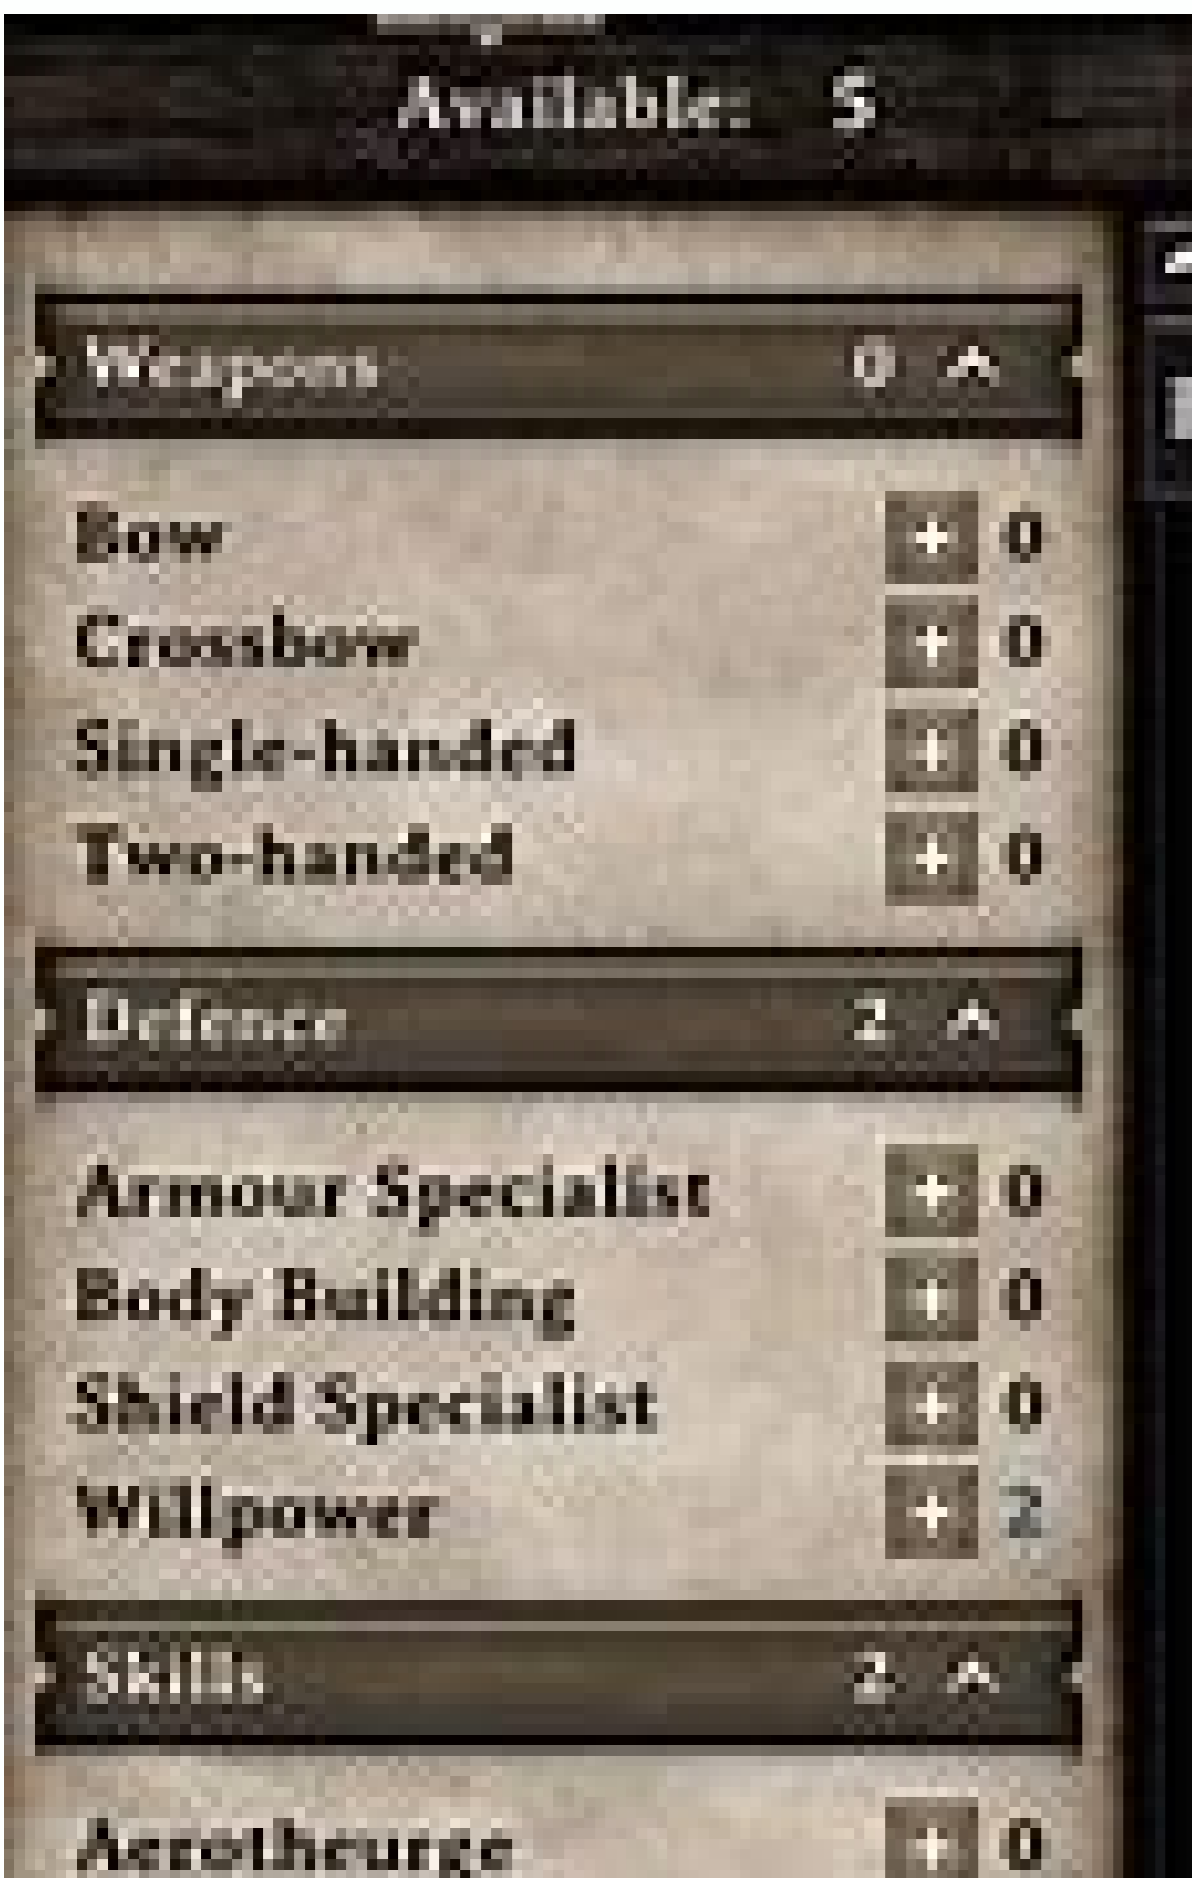 Available: 5
Weapons 0
Bow + 0
Crossbow + 0
Single-handed + 0
Two-handed + 0
Defence 2
Armour Specialist + 0
Body Building + 0
Shield Specialist + 0
Willpower + 2
Skills 2
Aerotheurge + 0